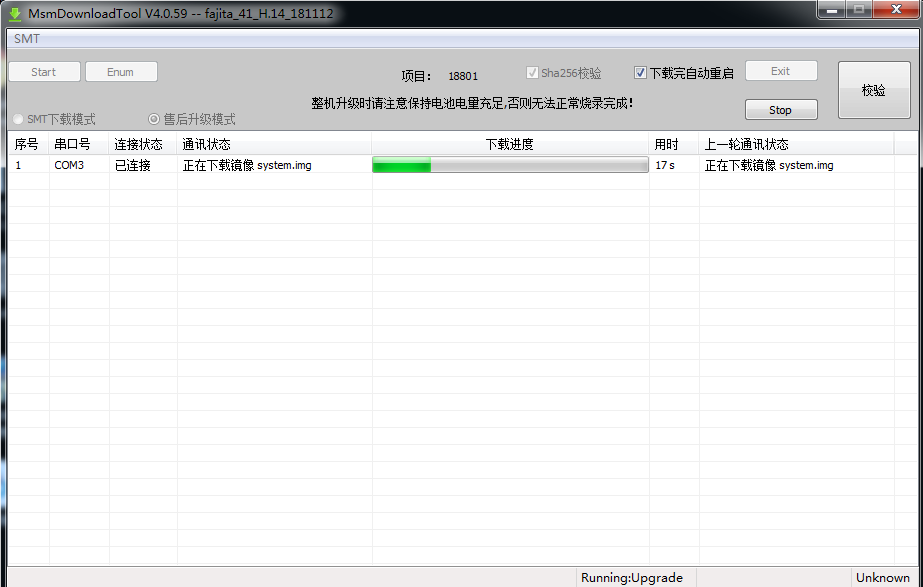 MsmDownloadTool V4.0.59 -- fajita_41_H.14_181112
SMT
Start Enum 项目： 18801 Sha256校验 下载完自动重启 Exit 校验
整机升级时请注意保持电池电量充足,否则无法正常烧录完成! Stop
SMT下载模式 售后升级模式
序号 串口号 连接状态 通讯状态 下载进度 用时 上一轮通讯状态
1 COM3 已连接 正在下载镜像 system.img 17 s 正在下载镜像 system.img
Running:Upgrade Unknown